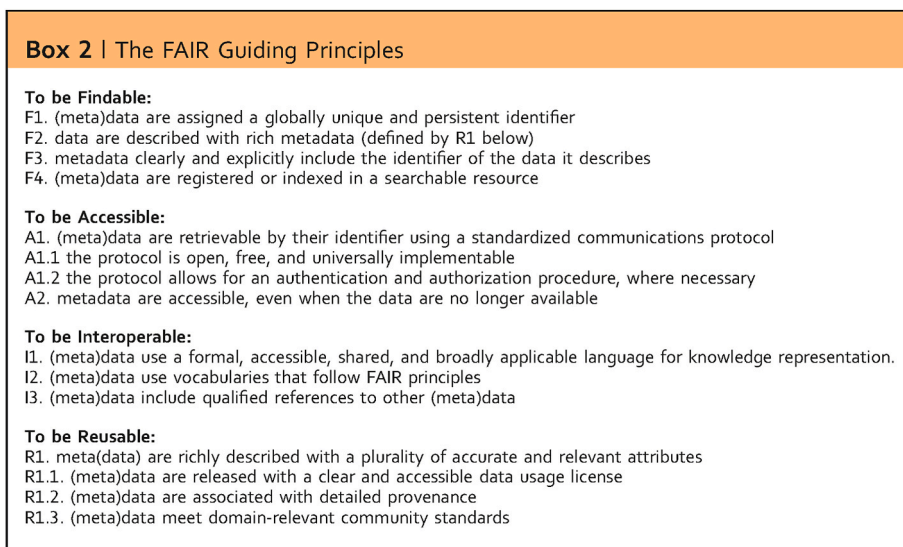 Box 2 | The FAIR Guiding Principles
To be Findable:
F1. (meta)data are assigned a globally unique and persistent identifier
F2. data are described with rich metadata (defined by R1 below)
F3. metadata clearly and explicitly include the identifier of the data it describes
F4. (meta)data are registered or indexed in a searchable resource
To be Accessible:
A1. (meta)data are retrievable by their identifier using a standardized communications protocol
A1.1 the protocol is open, free, and universally implementable
A1.2 the protocol allows for an authentication and authorization procedure, where necessary
A2. metadata are accessible, even when the data are no longer available
To be Interoperable:
I1. (meta)data use a formal, accessible, shared, and broadly applicable language for knowledge representation.
I2. (meta)data use vocabularies that follow FAIR principles
I3. (meta)data include qualified references to other (meta)data
To be Reusable:
R1. meta(data) are richly described with a plurality of accurate and relevant attributes
R1.1. (meta)data are released with a clear and accessible data usage license
R1.2. (meta)data are associated with detailed provenance
R1.3. (meta)data meet domain-relevant community standards